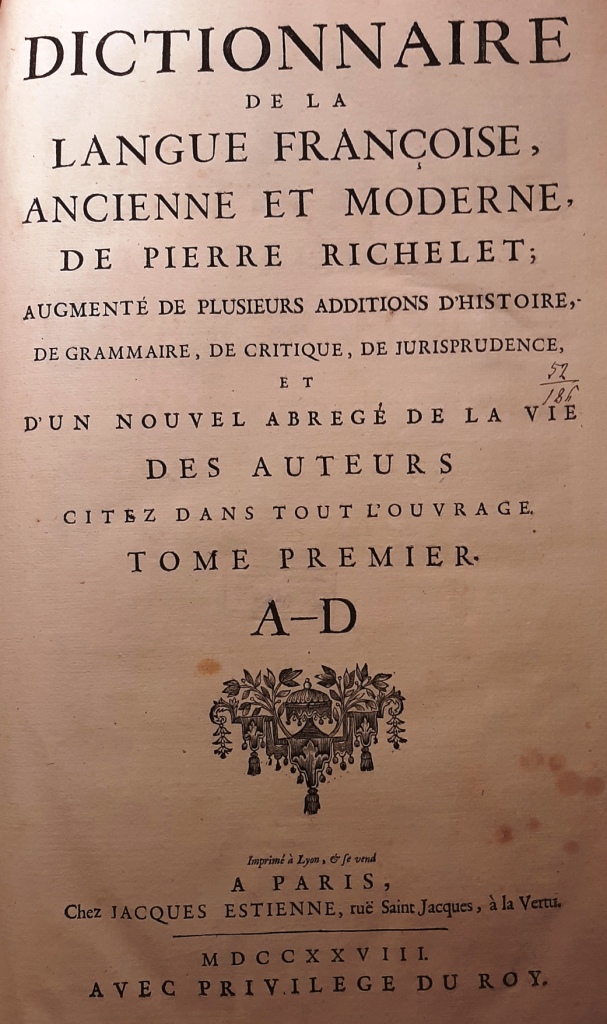 DICTIONNAIRE
DE LA
LANGUE FRANÇOISE,
ANCIENNE ET MODERNE,
DE PIERRE RICHELET;
AUGMENTÉ DE PLUSIEURS ADDITIONS D'HISTOIRE,
DE GRAMMAIRE, DE CRITIQUE, DE JURISPRUDENCE,
ET
52
186
D'UN NOUVEL ABREGÉ DE LA VIE
DES AUTEURS
CITEZ DANS TOUT L'OUVRAGE.
TOME PREMIER.
A–D
Imprimé à Lyon, & ſe vend
A PARIS,
Chez JACQUES ESTIENNE, ruë Saint Jacques, à la Vertu.
MDCCXXVIII.
AVEC PRIVILEGE DU ROY.